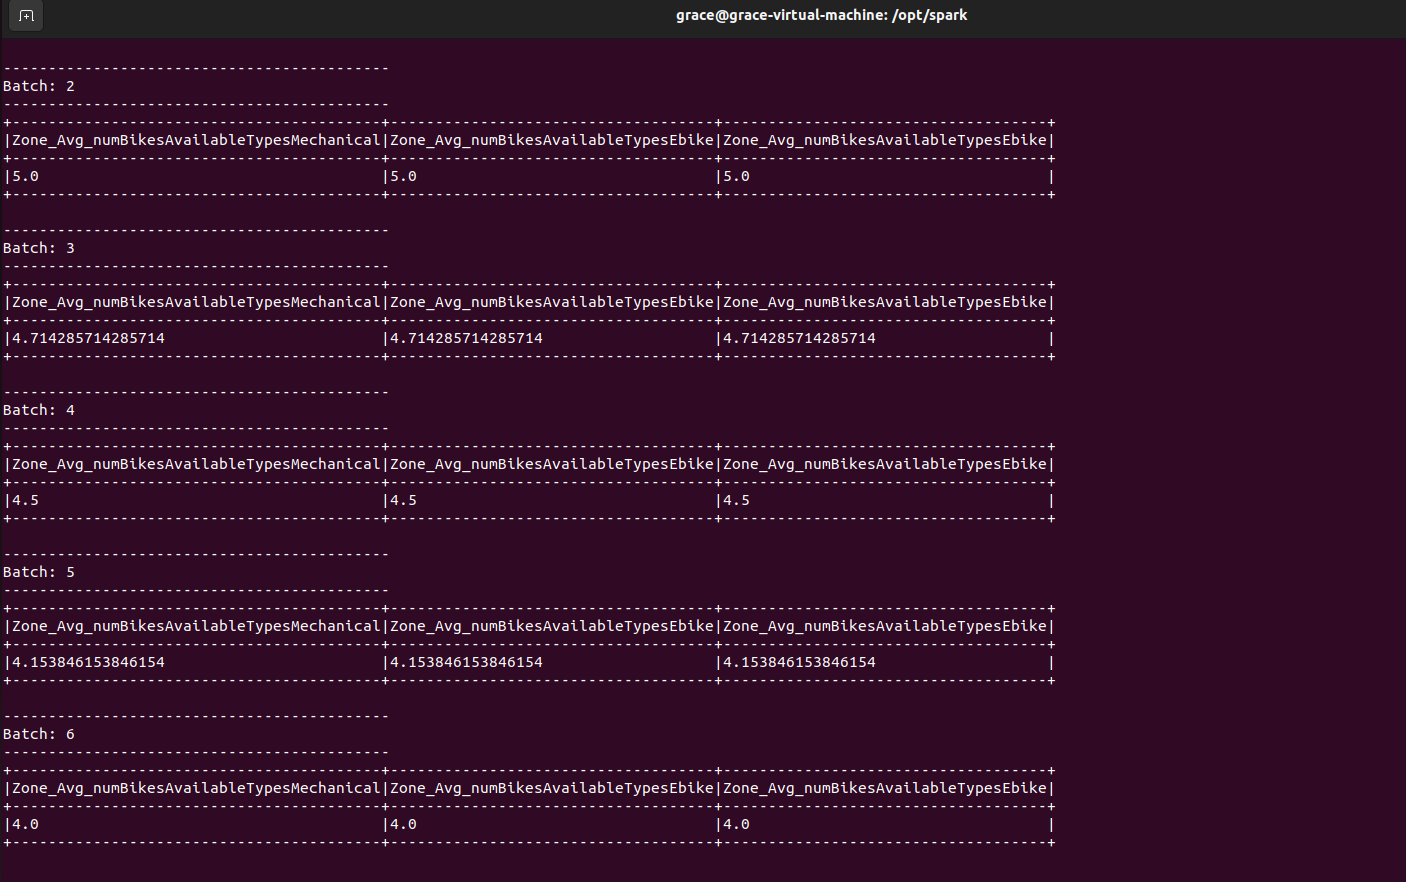 grace@grace-virtual-machine: /opt/spark
-------------------------------------------
Batch: 2
-------------------------------------------
+-----------------------------------------+------------------------------------+------------------------------------+
|Zone_Avg_numBikesAvailableTypesMechanical|Zone_Avg_numBikesAvailableTypesEbike|Zone_Avg_numBikesAvailableTypesEbike|
+-----------------------------------------+------------------------------------+------------------------------------+
|5.0                                      |5.0                                 |5.0                                 |
+-----------------------------------------+------------------------------------+------------------------------------+
-------------------------------------------
Batch: 3
-------------------------------------------
+-----------------------------------------+------------------------------------+------------------------------------+
|Zone_Avg_numBikesAvailableTypesMechanical|Zone_Avg_numBikesAvailableTypesEbike|Zone_Avg_numBikesAvailableTypesEbike|
+-----------------------------------------+------------------------------------+------------------------------------+
|4.714285714285714                        |4.714285714285714                   |4.714285714285714                   |
+-----------------------------------------+------------------------------------+------------------------------------+
-------------------------------------------
Batch: 4
-------------------------------------------
+-----------------------------------------+------------------------------------+------------------------------------+
|Zone_Avg_numBikesAvailableTypesMechanical|Zone_Avg_numBikesAvailableTypesEbike|Zone_Avg_numBikesAvailableTypesEbike|
+-----------------------------------------+------------------------------------+------------------------------------+
|4.5                                      |4.5                                 |4.5                                 |
+-----------------------------------------+------------------------------------+------------------------------------+
-------------------------------------------
Batch: 5
-------------------------------------------
+-----------------------------------------+------------------------------------+------------------------------------+
|Zone_Avg_numBikesAvailableTypesMechanical|Zone_Avg_numBikesAvailableTypesEbike|Zone_Avg_numBikesAvailableTypesEbike|
+-----------------------------------------+------------------------------------+------------------------------------+
|4.153846153846154                        |4.153846153846154                   |4.153846153846154                   |
+-----------------------------------------+------------------------------------+------------------------------------+
-------------------------------------------
Batch: 6
-------------------------------------------
+-----------------------------------------+------------------------------------+------------------------------------+
|Zone_Avg_numBikesAvailableTypesMechanical|Zone_Avg_numBikesAvailableTypesEbike|Zone_Avg_numBikesAvailableTypesEbike|
+-----------------------------------------+------------------------------------+------------------------------------+
|4.0                                      |4.0                                 |4.0                                 |
+-----------------------------------------+------------------------------------+------------------------------------+